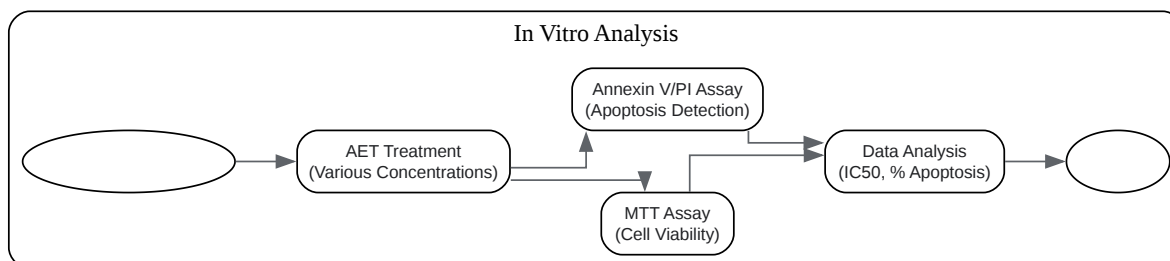 In Vitro Analysis
Annexin V/PI Assay
(Apoptosis Detection)
AET Treatment
(Various Concentrations)
Data Analysis
(IC50, % Apoptosis)
MTT Assay
(Cell Viability)